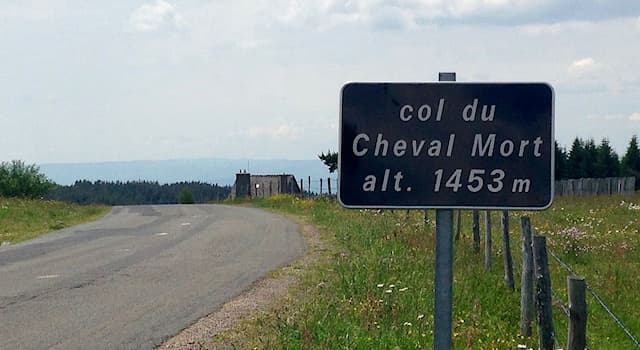 col du
Cheval Mort
alt. 1453 m